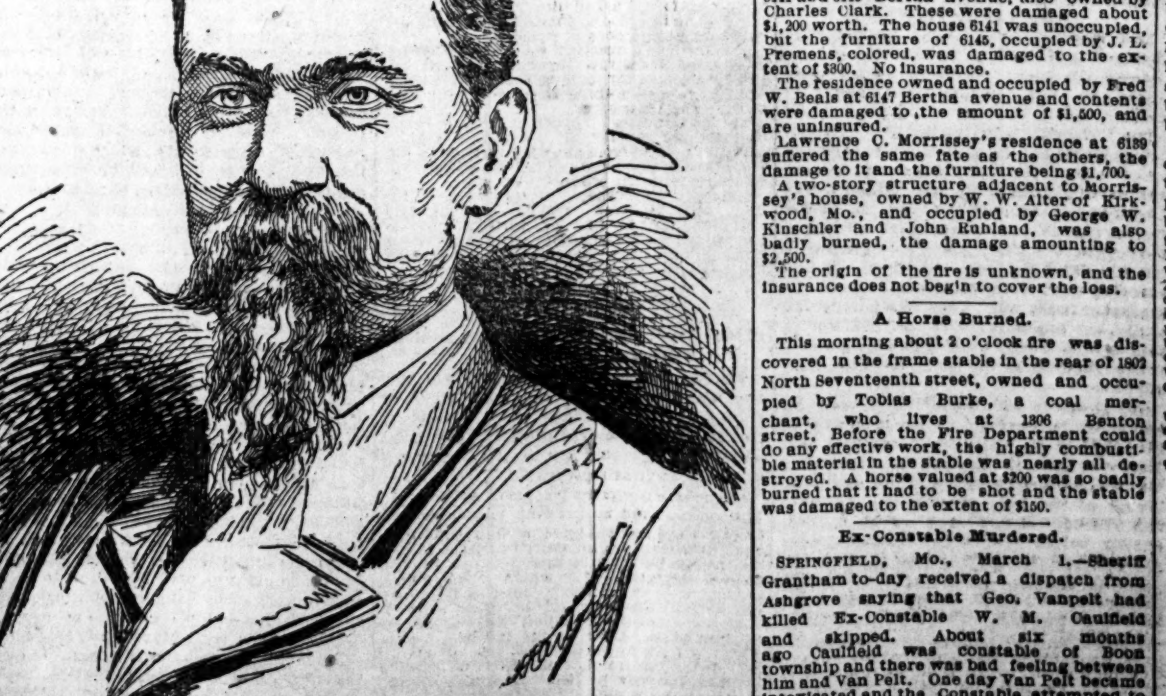 Charles Clark. These were damaged about
$1,200 worth. The house 6141 was unoccupied,
but the furniture of 6145, occupied by J. L.
Premens, colored, was damaged to the ex-
tent of $300. No insurance.
The residence owned and occupied by Fred
W. Beals at 6147 Bertha avenue and contents
were damaged to the amount of $1,500, and
are uninsured.
Lawrence C. Morrissey's residence at 6139
suffered the same fate as the others, the
damage to it and the furniture being $1,700.
A two-story structure adjacent to Morris-
sey's house, owned by W. W. Alter of Kirk-
wood, Mo., and occupied by George W.
Kinschler and John Ruhland, was also
badly burned, the damage amounting to
$2,500.
The origin of the fire is unknown, and the
insurance does not begin to cover the loss.
A Horse Burned.
This morning about 2 o'clock fire was dis-
covered in the frame stable in the rear of 1802
North Seventeenth street, owned and occu-
pied by Tobias Burke, a coal mer-
chant, who lives at 1306 Benton
street. Before the Fire Department could
do any effective work, the highly combusti-
ble material in the stable was nearly all de-
stroyed. A horse valued at $200 was so badly
burned that it had to be shot and the stable
was damaged to the extent of $150.
Ex-Constable Murdered.
SPRINGFIELD, Mo., March 1.—Sheriff
Grantham to-day received a dispatch from
Ashgrove saying that Geo. Vanpelt had
killed Ex-Constable W. M. Caulfield
and skipped. About six months
ago Caulfield was constable of Boon
township and there was bad feeling between
him and Van Pelt. One day Van Pelt became